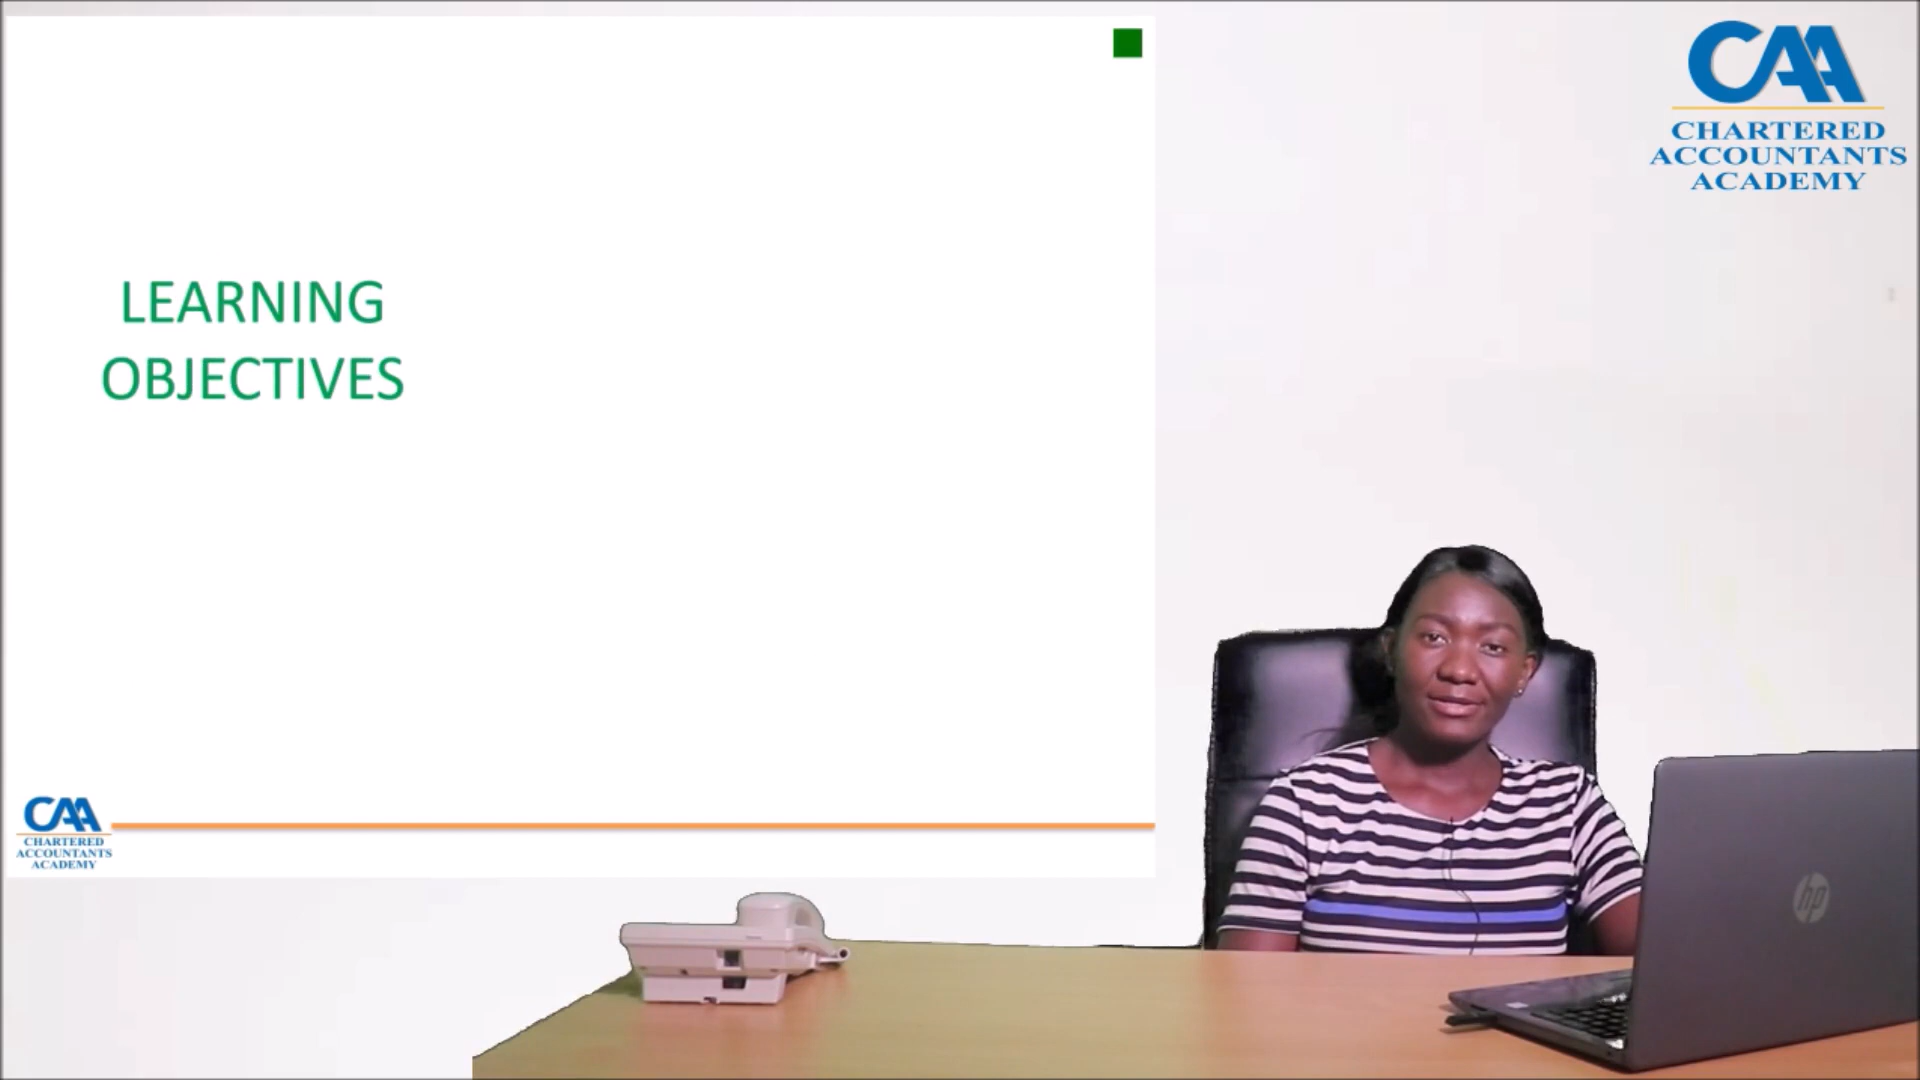 CAA
CHARTERED
ACCOUNTANTS
ACADEMY
LEARNING
OBJECTIVES
CAA
CHARTERED
ACCOUNTANTS
ACADEMY
hp